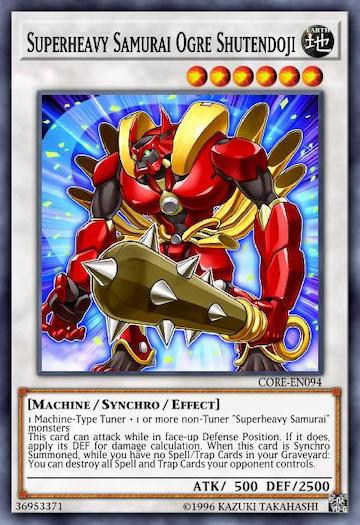 Superheavy Samurai Ogre Shutendoji
EARTH
地
CORE-EN094
[Machine / Synchro / Effect]
1 Machine-Type Tuner + 1 or more non-Tuner "Superheavy Samurai"
monsters
This card can attack while in face-up Defense Position. If it does,
apply its DEF for damage calculation. When this card is Synchro
Summoned, while you have no Spell/Trap Cards in your Graveyard:
You can destroy all Spell and Trap Cards your opponent controls.
ATK/ 500 DEF/2500
36953371
©1996 KAZUKI TAKAHASHI